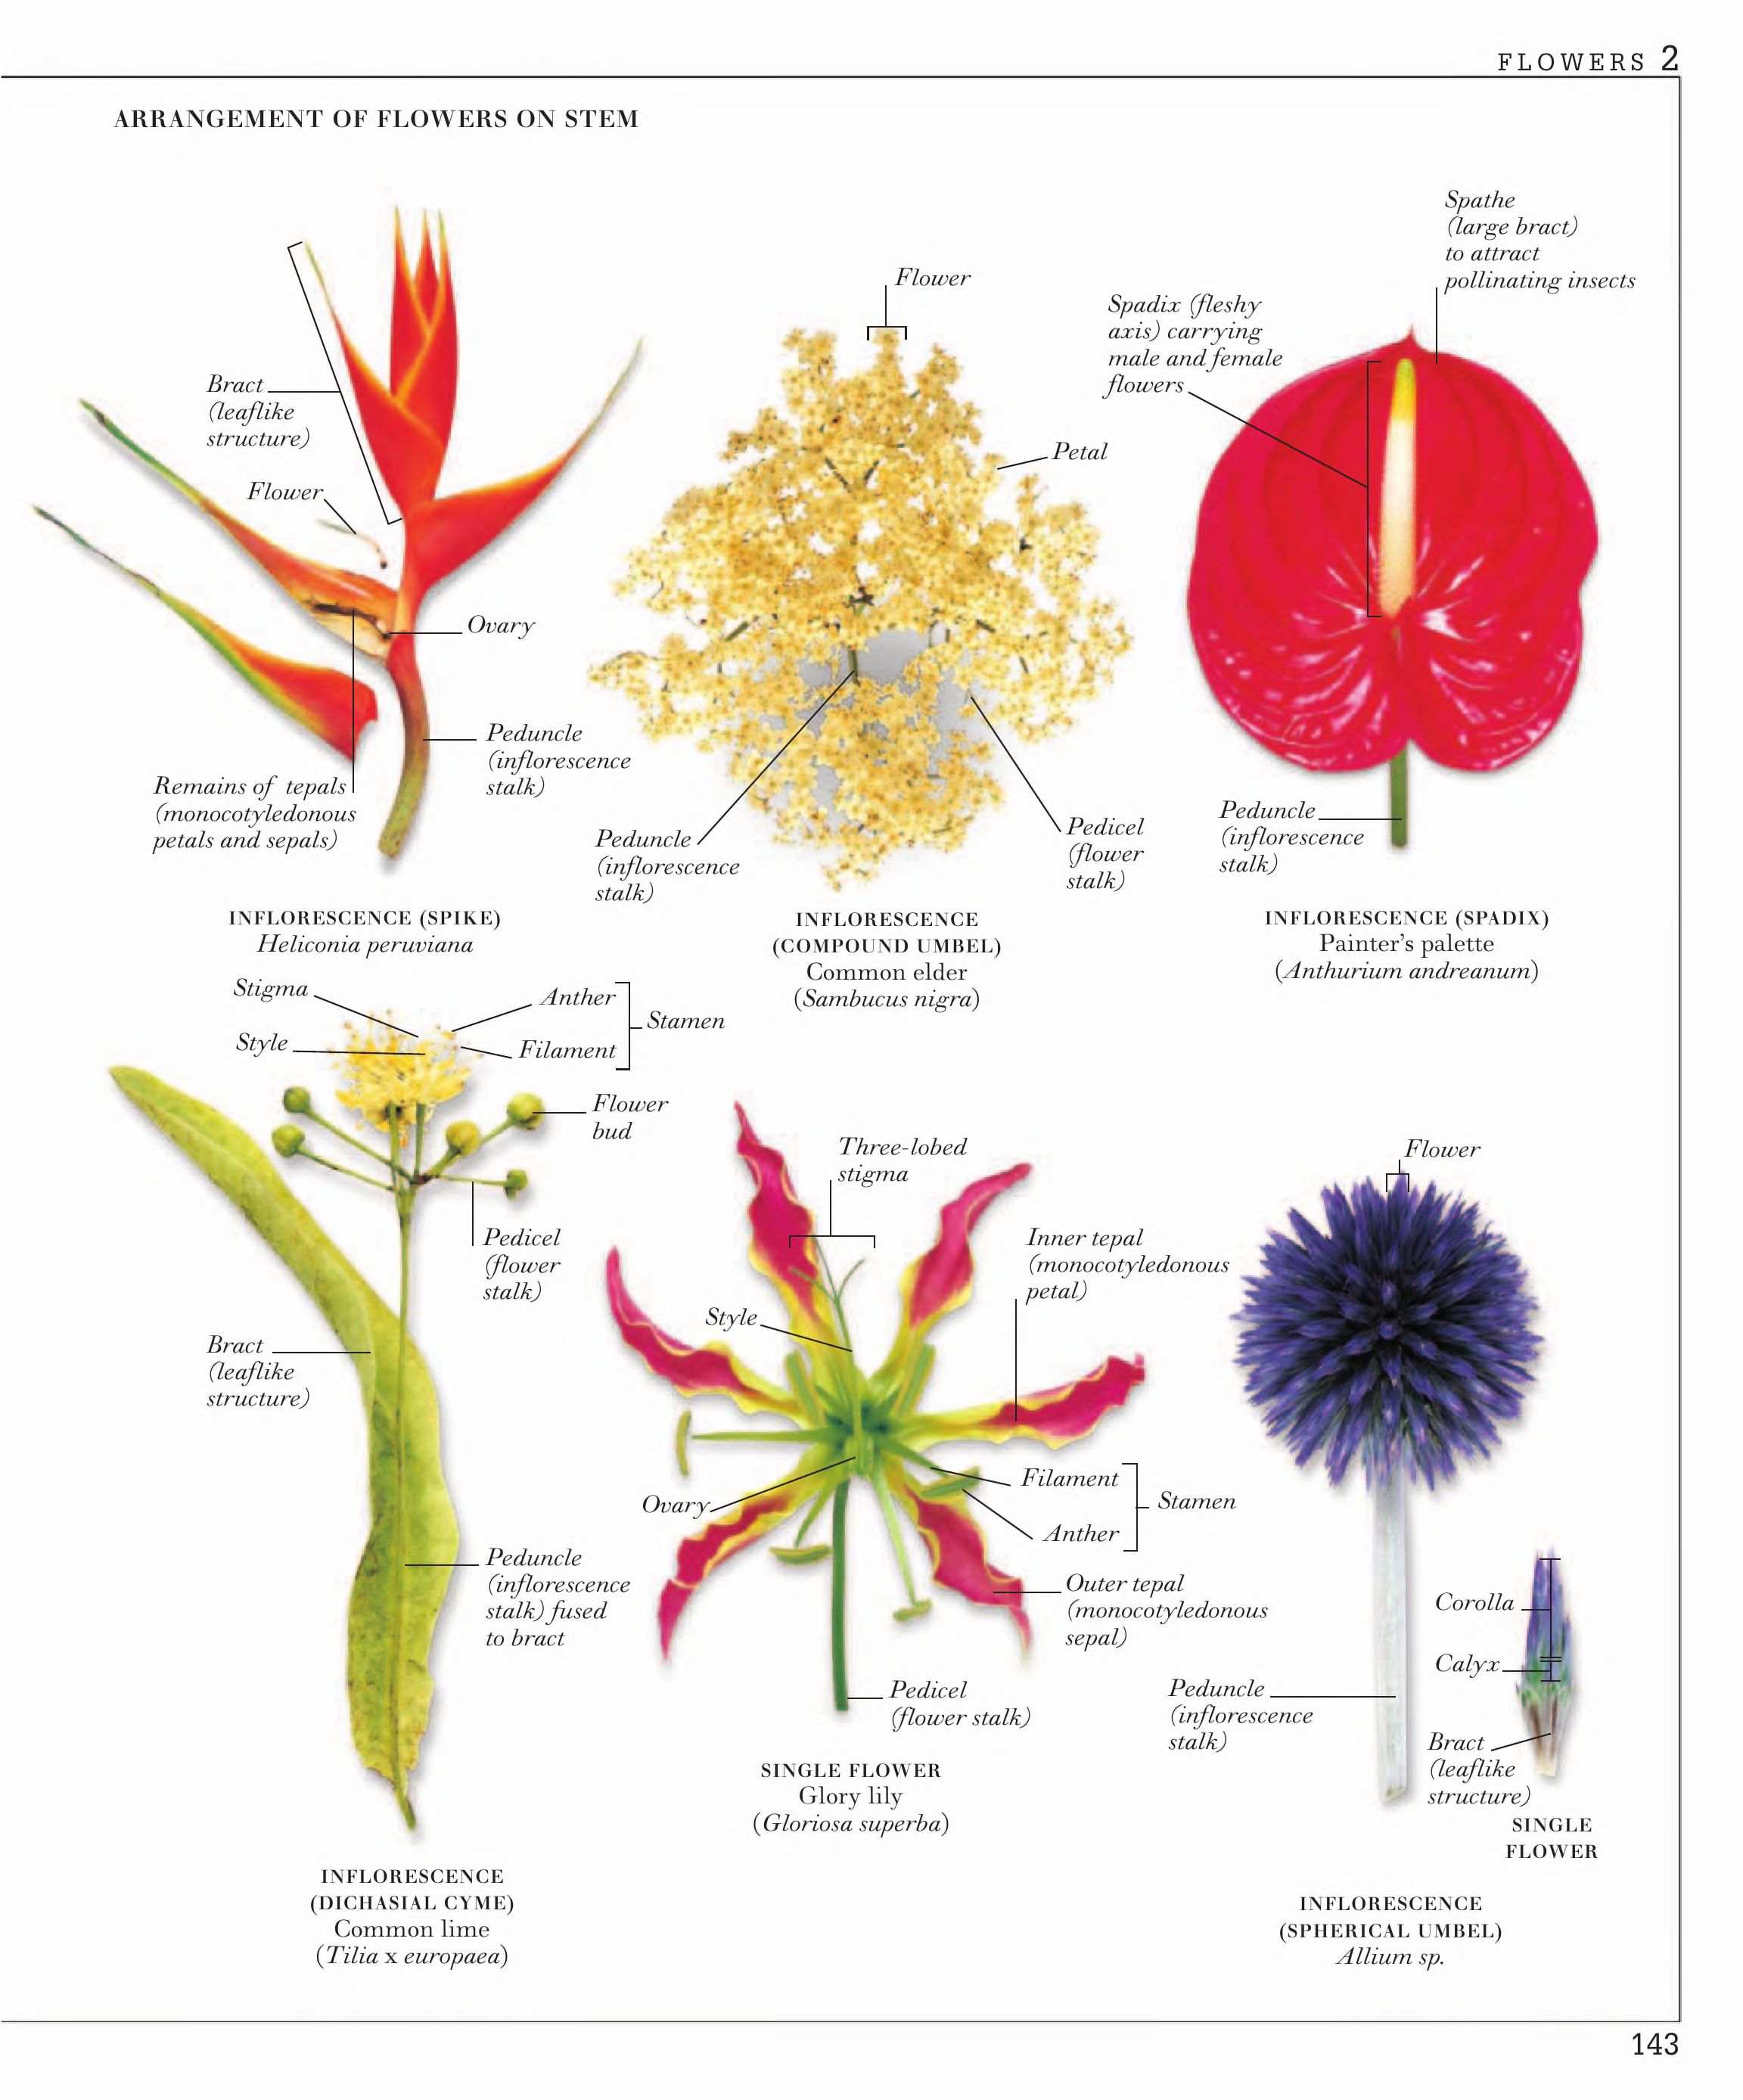 FLOWERS 2
ARRANGEMENT OF FLOWERS ON STEM
Bract
(leaflike
structure)
Flower
Ovary
Peduncle
(inflorescence
stalk)
Remains of tepals
(monocotyledonous
petals and sepals)
INFLORESCENCE (SPIKE)
Heliconia peruviana
Flower
Petal
Peduncle
(inflorescence
stalk)
Pedicel
(flower
stalk)
INFLORESCENCE
(COMPOUND UMBEL)
Common elder
(Sambucus nigra)
Spathe
(large bract)
to attract
pollinating insects
Spadix (fleshy
axis) carrying
male and female
flowers
Peduncle
(inflorescence
stalk)
INFLORESCENCE (SPADIX)
Painter’s palette
(Anthurium andreanum)
Stigma
Style
Anther
Filament
Stamen
Flower
bud
Pedicel
(flower
stalk)
Bract
(leaflike
structure)
Peduncle
(inflorescence
stalk) fused
to bract
INFLORESCENCE
(DICHASIAL CYME)
Common lime
(Tilia x europaea)
Three-lobed
stigma
Inner tepal
(monocotyledonous
petal)
Style
Ovary
Filament
Anther
Stamen
Outer tepal
(monocotyledonous
sepal)
Pedicel
(flower stalk)
SINGLE FLOWER
Glory lily
(Gloriosa superba)
Flower
Peduncle
(inflorescence
stalk)
Corolla
Calyx
Bract
(leaflike
structure)
SINGLE
FLOWER
INFLORESCENCE
(SPHERICAL UMBEL)
Allium sp.
143